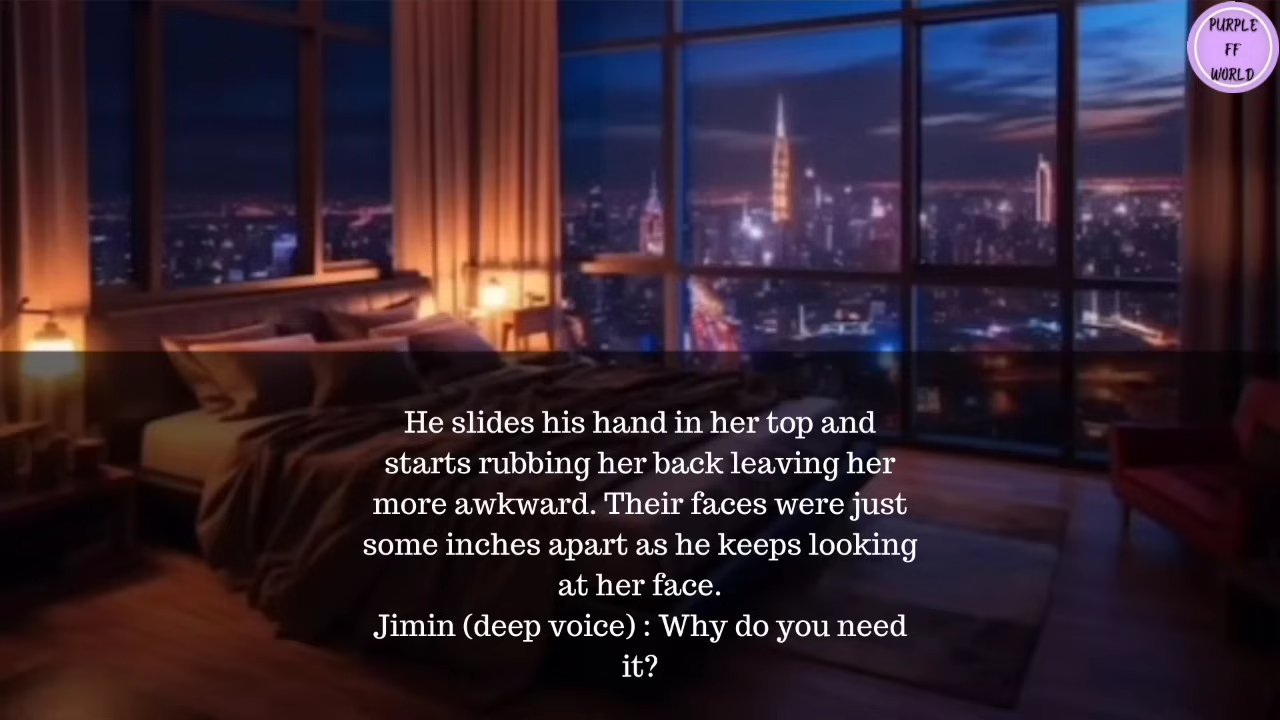 PURPLE
FF
WORLD
He slides his hand in her top and
starts rubbing her back leaving her
more awkward. Their faces were just
some inches apart as he keeps looking
at her face.
Jimin (deep voice) : Why do you need
it?